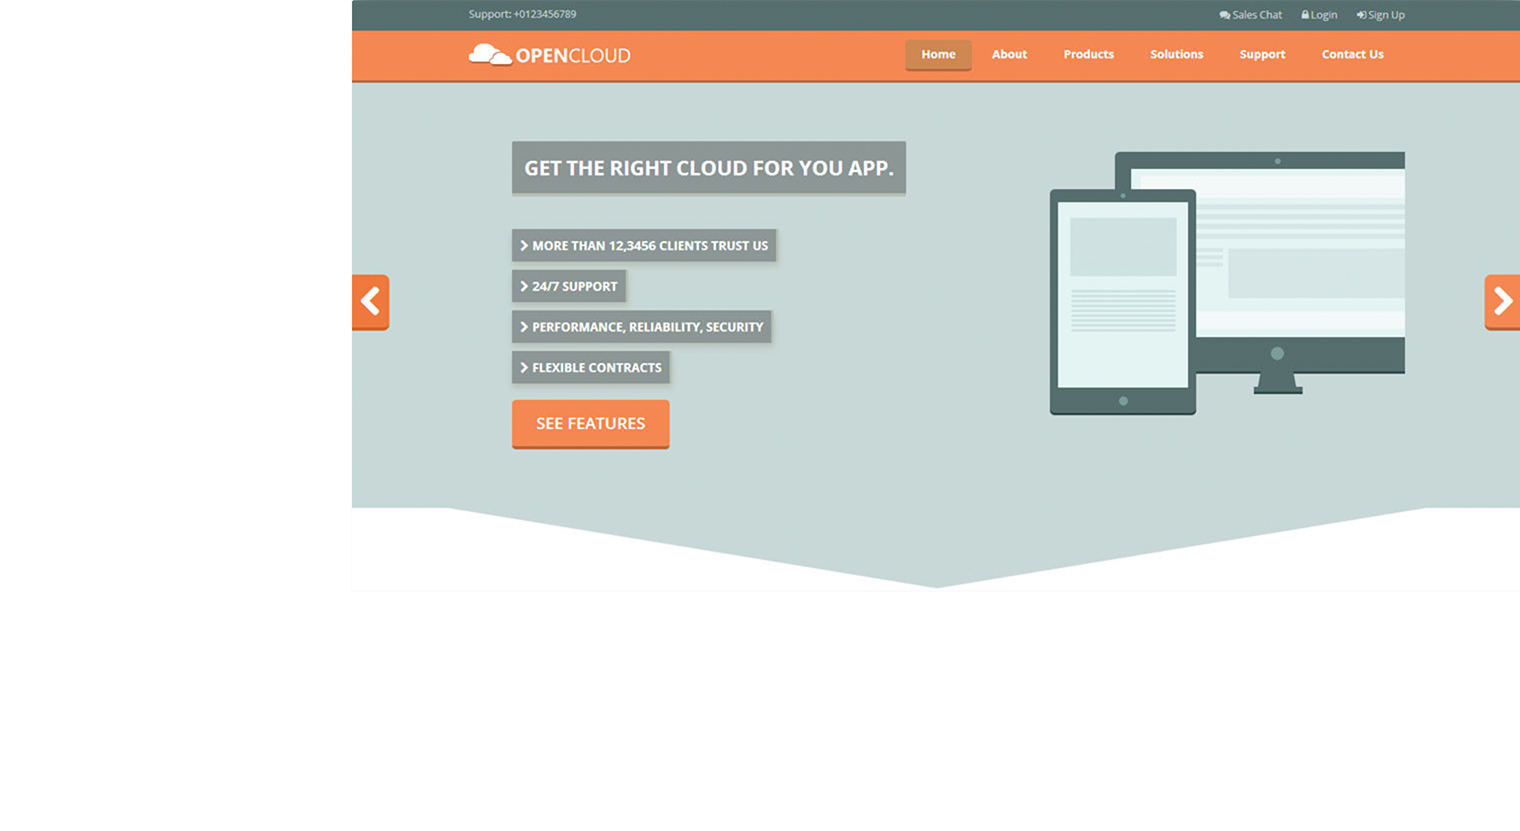 Support: +0123456789
Sales Chat Login Sign Up
OPENCLOUD
Home About Products Solutions Support Contact Us
GET THE RIGHT CLOUD FOR YOU APP.
MORE THAN 12,3456 CLIENTS TRUST US
24/7 SUPPORT
PERFORMANCE, RELIABILITY, SECURITY
FLEXIBLE CONTRACTS
SEE FEATURES